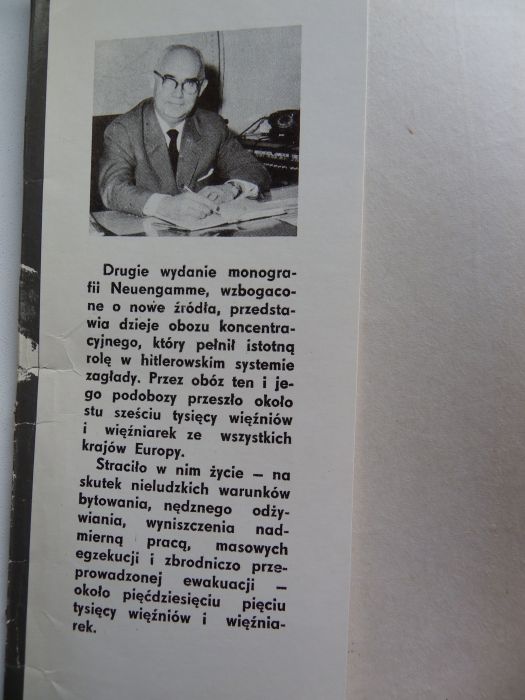 Drugie wydanie monogra-
fii Neuengamme, wzbogaco-
ne o nowe źródła, przedsta-
wia dzieje obozu koncentra-
cyjnego, który pełnił istotną
rolę w hitlerowskim systemie
zagłady. Przez obóz ten i je-
go podobozy przeszło około
stu sześciu tysięcy więźniów
i więźniarek ze wszystkich
krajów Europy.
Straciło w nim życie — na
skutek nieludzkich warunków
bytowania, nędznego odży-
wiania, wyniszczenia nad-
mierną pracą, masowych
egzekucji i zbrodniczo prze-
prowadzonej ewakuacji —
około pięćdziesięciu pięciu
tysięcy więźniów i więźnia-
rek.